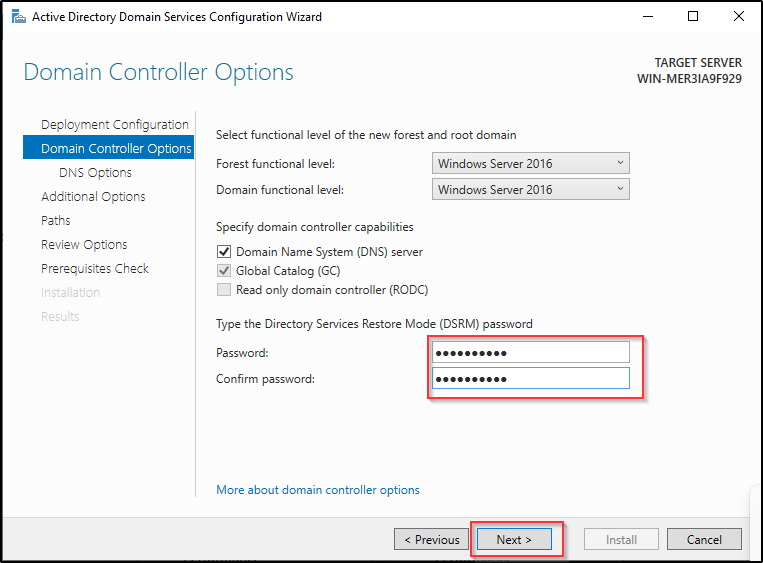 Active Directory Domain Services Configuration Wizard
Domain Controller Options
TARGET SERVER
WIN-MER3IA9F929
Deployment Configuration
Domain Controller Options
DNS Options
Additional Options
Paths
Review Options
Prerequisites Check
Installation
Results
Select functional level of the new forest and root domain
Forest functional level: Windows Server 2016
Domain functional level: Windows Server 2016
Specify domain controller capabilities
Domain Name System (DNS) server
Global Catalog (GC)
Read only domain controller (RODC)
Type the Directory Services Restore Mode (DSRM) password
Password: ●●●●●●●●●●
Confirm password: ●●●●●●●●●●
More about domain controller options
< Previous Next > Install Cancel